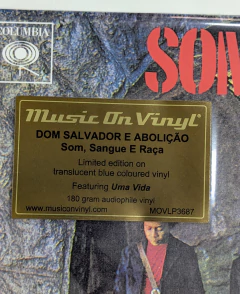 COLUMBIA
SOM
Music On Vinyl
DOM SALVADOR E ABOLIÇÃO
Som, Sangue E Raça
Limited edition on
translucent blue coloured vinyl
Featuring Uma Vida
180 gram audiophile vinyl
www.musiconvinyl.com MOVLP3687